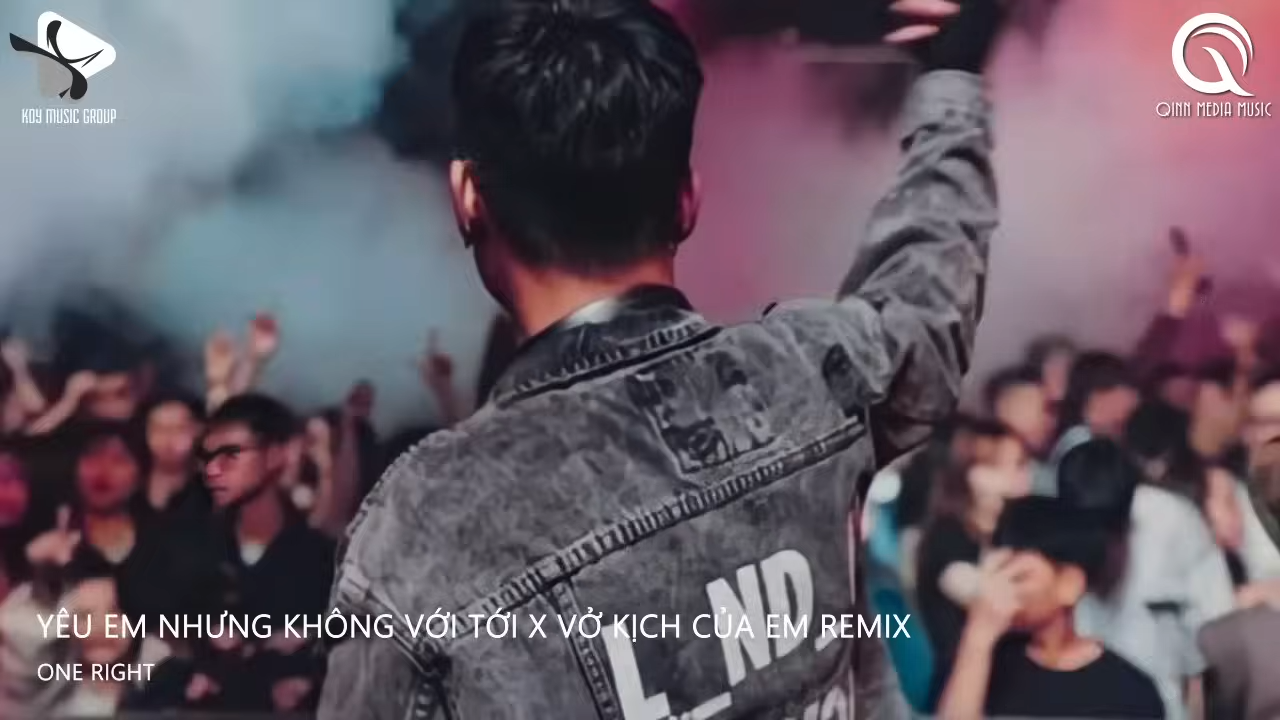 KDY MUSIC GROUP
QINN MEDIA MUSIC
L_ND
YÊU EM NHƯNG KHÔNG VỚI TỚI X VỞ KỊCH CỦA EM REMIX
ONE RIGHT